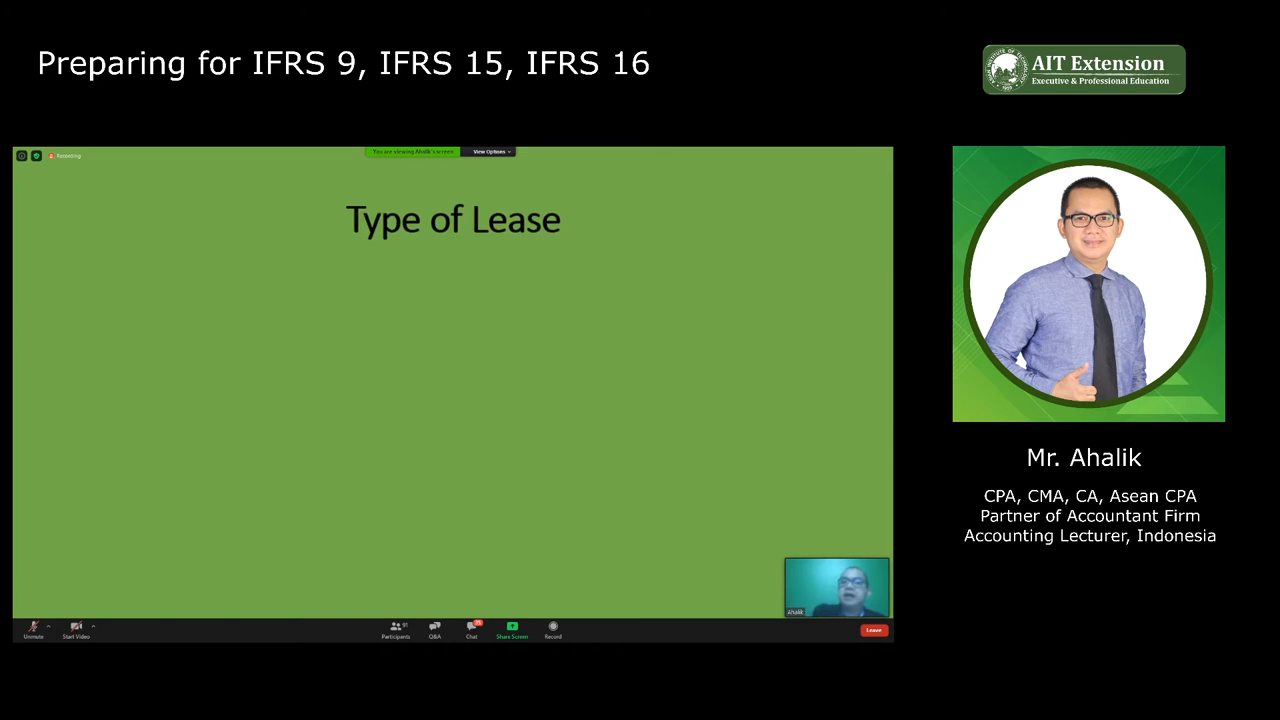 Preparing for IFRS 9, IFRS 15, IFRS 16
AIT Extension
Executive & Professional Education
Recording
You are viewing Ahalik's screen
View Options
Type of Lease
Ahalik
Unmute
Start Video
91
Participants
Q&A
Chat
Share Screen
Record
Leave
Mr. Ahalik
CPA, CMA, CA, Asean CPA
Partner of Accountant Firm
Accounting Lecturer, Indonesia